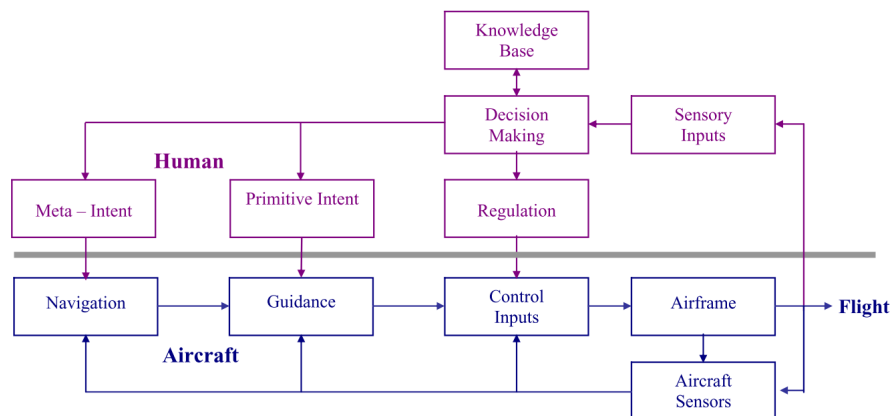 Knowledge
Base
Decision
Making
Sensory
Inputs
Human
Meta – Intent
Primitive Intent
Regulation
Navigation
Guidance
Control
Inputs
Airframe
Flight
Aircraft
Aircraft
Sensors